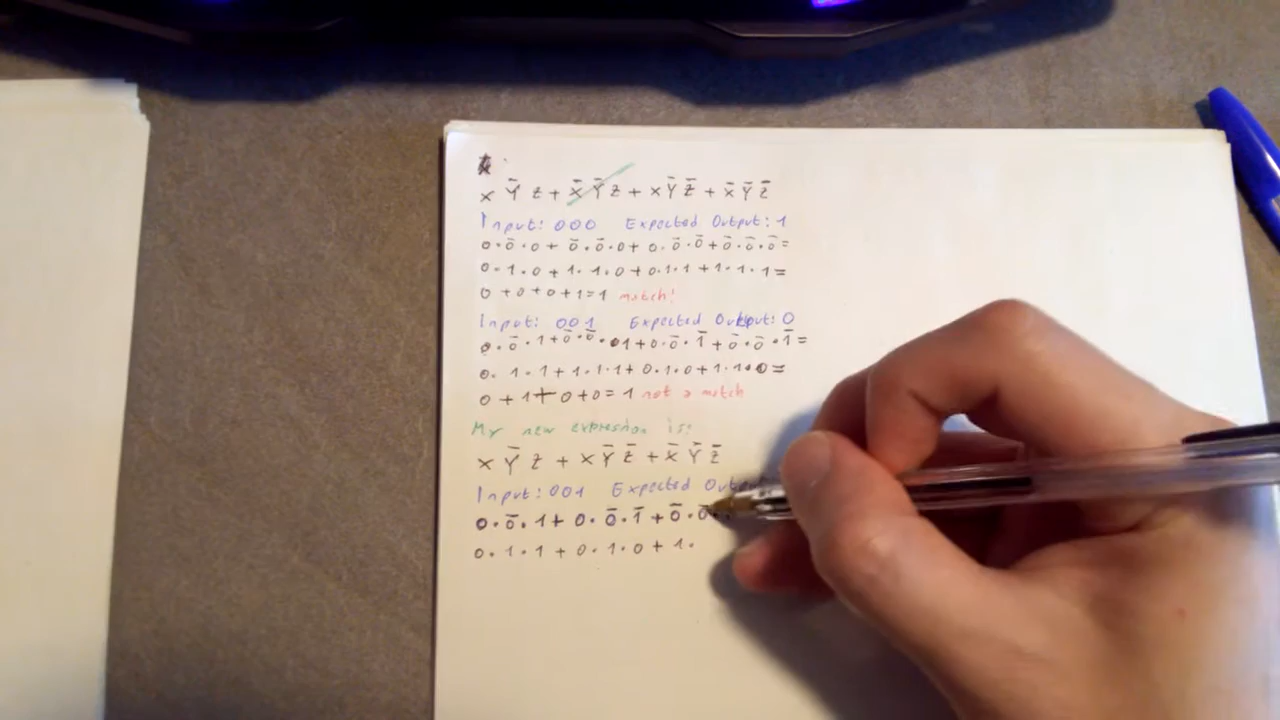 x Ȳ z + x̄ Ȳ z + x Ȳ z̄ + x̄ Ȳ z̄
Input: 000 Expected Output: 1
0·0̄·0 + 0̄·0̄·0 + 0·0̄·0̄ + 0̄·0̄·0̄ =
0·1·0 + 1·1·0 + 0·1·1 + 1·1·1 =
0 + 0 + 0 + 1 = 1 match!
Input: 001 Expected Output: 0
0·0̄·1 + 0̄·0̄·1 + 0·0̄·1̄ + 0̄·0̄·1̄ =
0·1·1 + 1·1·1 + 0·1·0 + 1·1·0 =
0 + 1 + 0 + 0 = 1 not a match
My new expression is:
x Ȳ z + x Ȳ z̄ + x̄ Ȳ z̄
Input: 001 Expected
0·0̄·1 + 0·0̄·1̄ + 0̄·0̄
0·1·1 + 0·1·0 + 1·